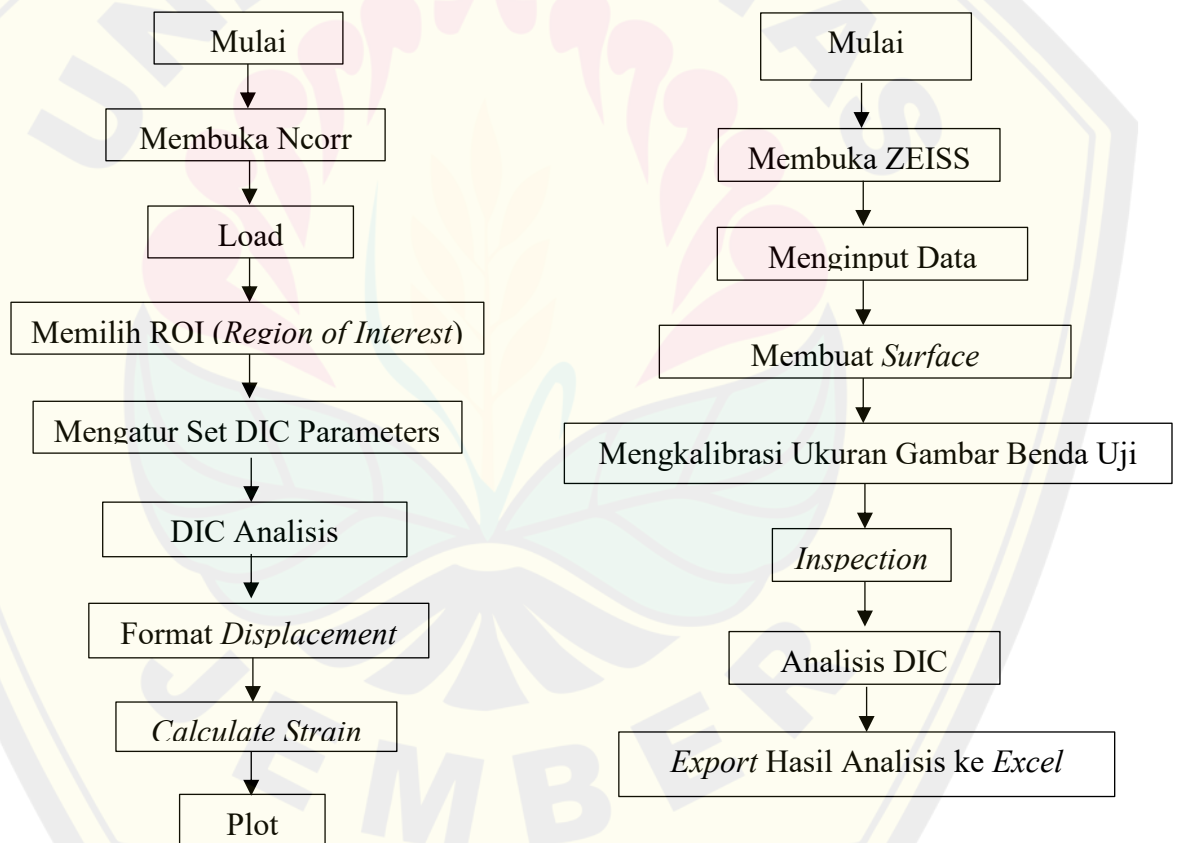 Mulai
Membuka Ncorr
Load
Memilih ROI (Region of Interest)
Mengatur Set DIC Parameters
DIC Analisis
Format Displacement
Calculate Strain
Plot
Mulai
Membuka ZEISS
Menginput Data
Membuat Surface
Mengkalibrasi Ukuran Gambar Benda Uji
Inspection
Analisis DIC
Export Hasil Analisis ke Excel
JEMBER